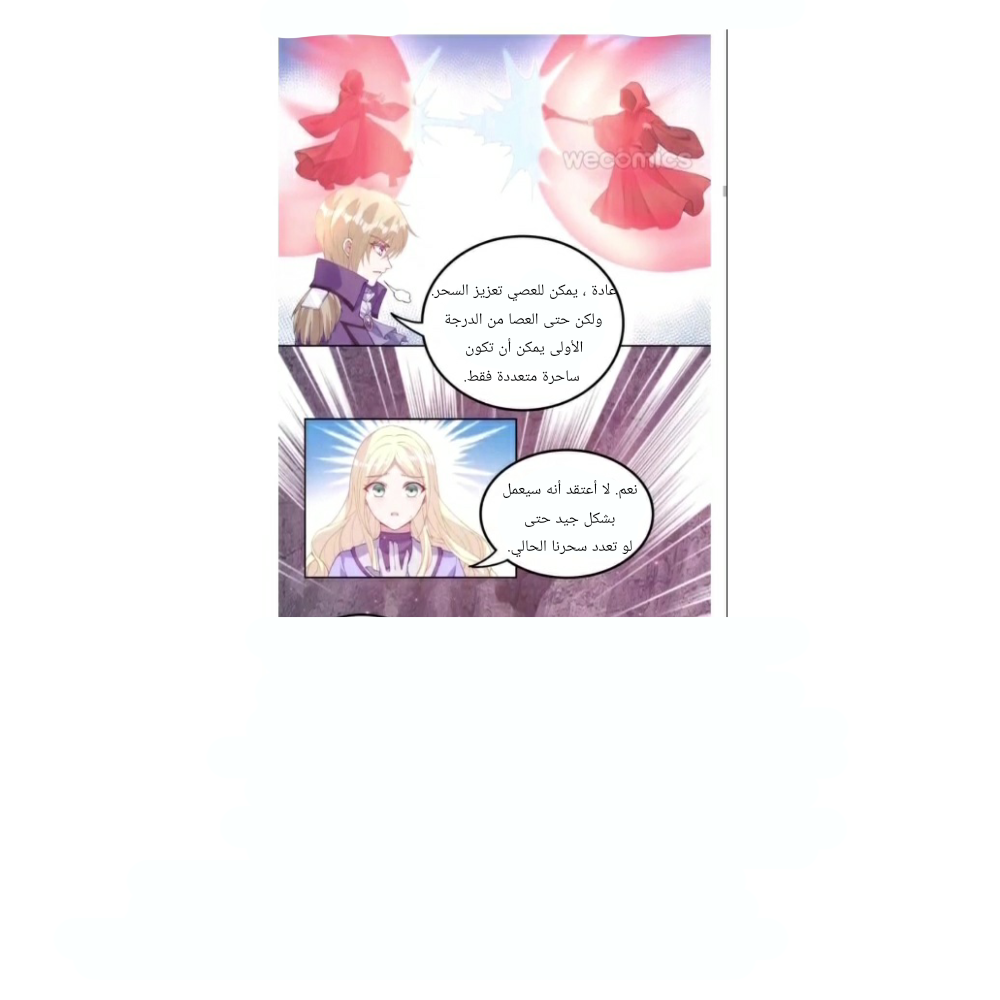 wecomics
عادة ، يمكن للعصي تعزيز السحر.
ولكن حتى العصا من الدرجة
الأولى يمكن أن تكون
ساحرة متعددة فقط.
نعم. لا أعتقد أنه سيعمل
بشكل جيد حتى
لو تعدد سحرنا الحالي.